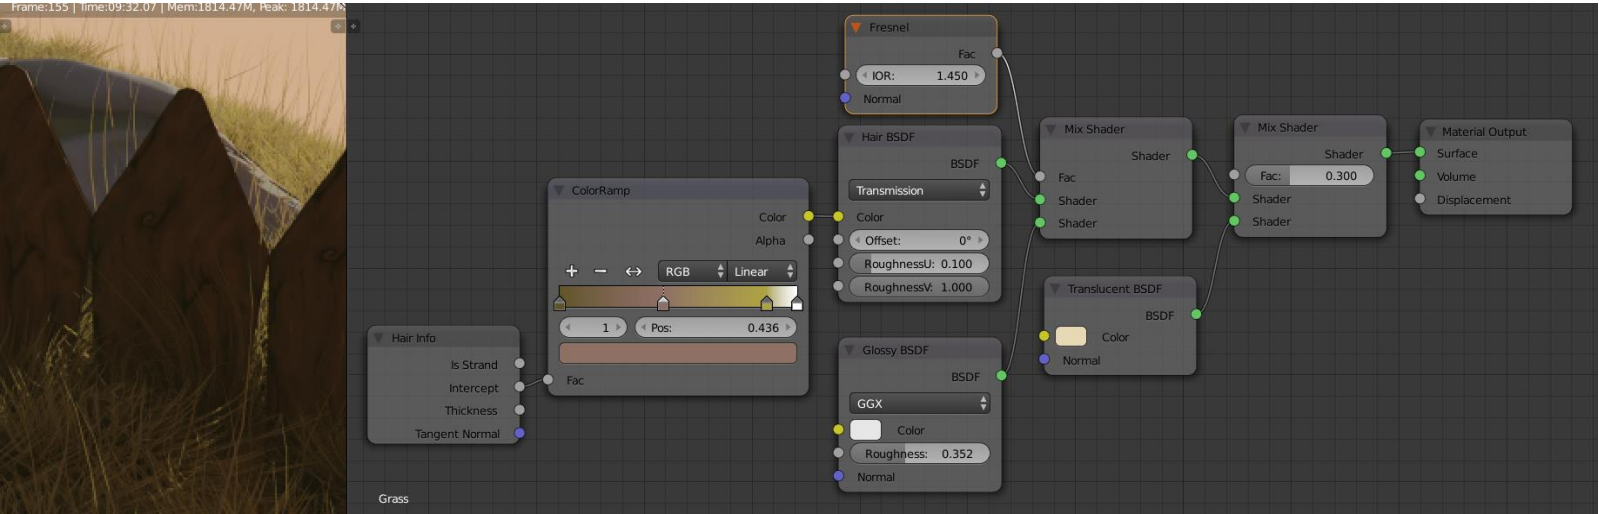 Frame:155 | Time:09:32.07 | Mem:1814.47M, Peak: 1814.47M
Fresnel
Fac
IOR: 1.450
Normal
Hair BSDF
BSDF
Transmission
Color
Offset: 0°
RoughnessU: 0.100
RoughnessV: 1.000
Mix Shader
Shader
Fac
Shader
Shader
Mix Shader
Shader
Fac: 0.300
Shader
Shader
Material Output
Surface
Volume
Displacement
ColorRamp
Color
Alpha
RGB Linear
1 Pos: 0.436
Fac
Translucent BSDF
BSDF
Color
Normal
Hair Info
Is Strand
Intercept
Thickness
Tangent Normal
Glossy BSDF
BSDF
GGX
Color
Roughness: 0.352
Normal
Grass